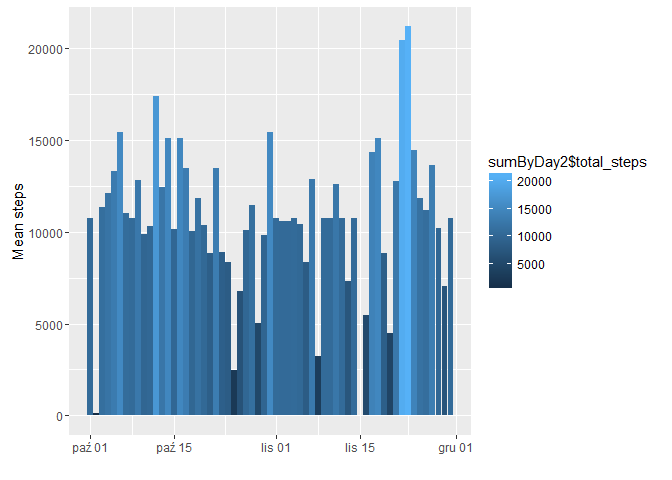 20000
15000
10000
5000
0
Mean steps
paź 01
paź 15
lis 01
lis 15
gru 01
sumByDay2$total_steps
20000
15000
10000
5000